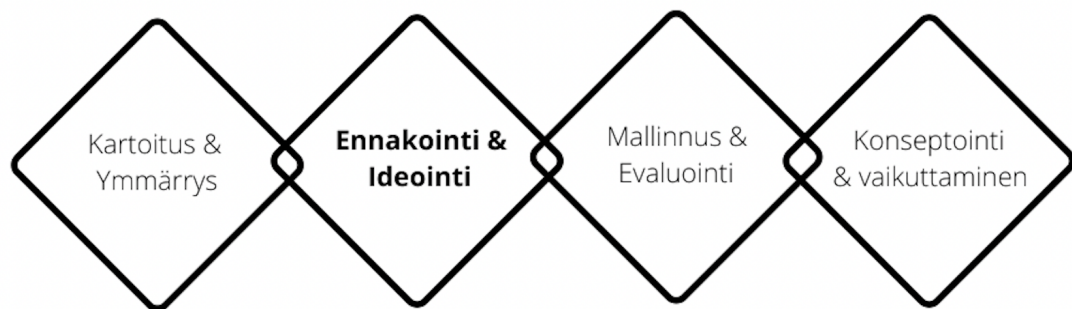 Kartoitus &
Ymmärrys
Ennakointi &
Ideointi
Mallinnus &
Evaluointi
Konseptointi
& vaikuttaminen